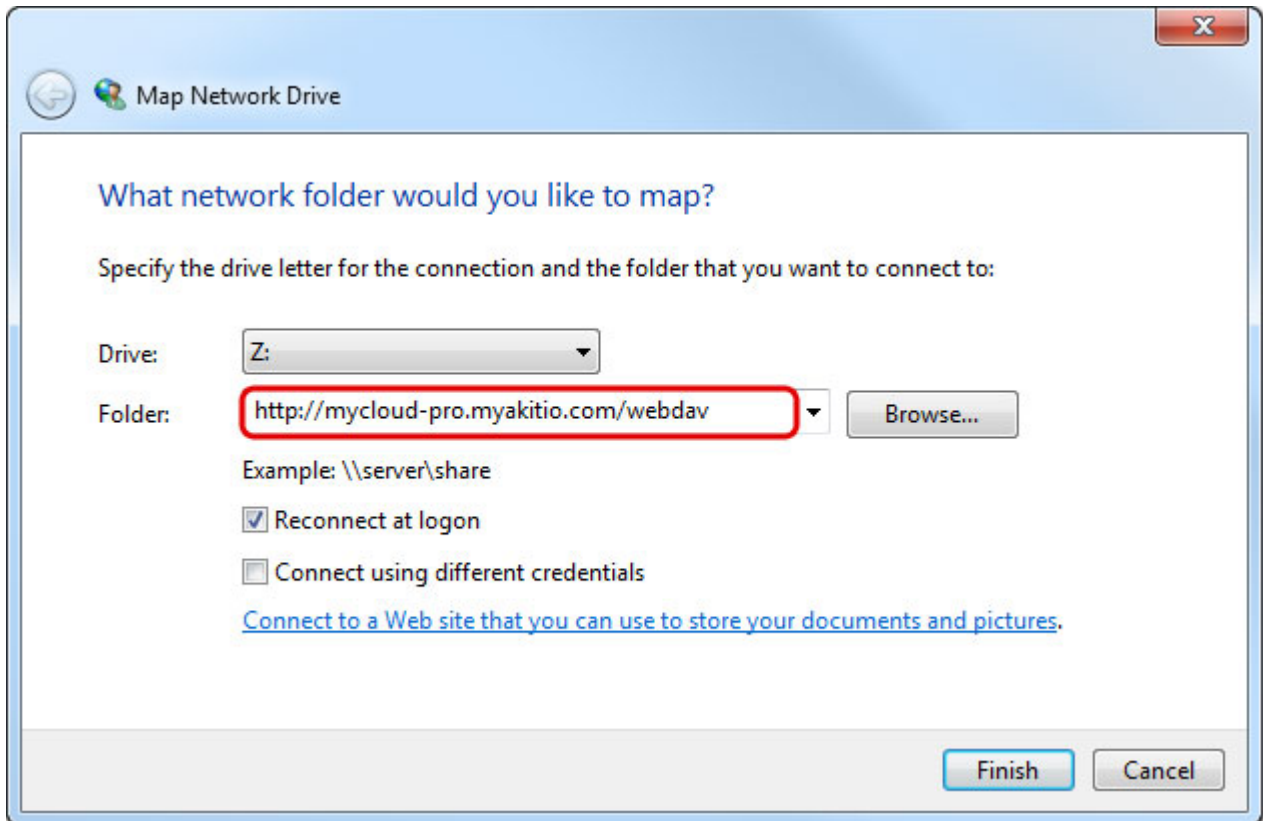 Map Network Drive
What network folder would you like to map?
Specify the drive letter for the connection and the folder that you want to connect to:
Drive: Z:
Folder: http://mycloud-pro.myakitio.com/webdav Browse...
Example: \\server\share
Reconnect at logon
Connect using different credentials
Connect to a Web site that you can use to store your documents and pictures.
Finish Cancel